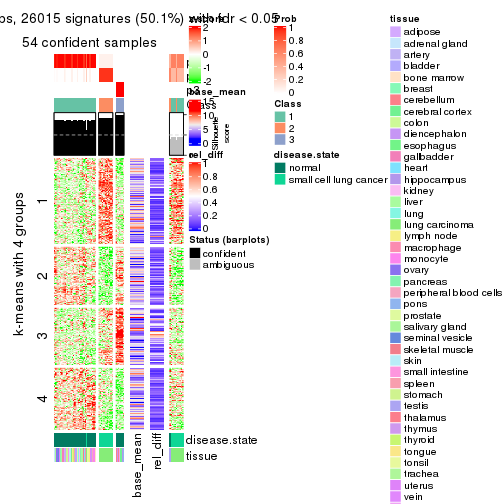 os, 26015 signatures (50.1%) with fdr < 0.05
54 confident samples
1
2
3
4
k-means with 4 groups
base_mean
rel_diff
disease.state
tissue
2
1
0
-1
-2
base_mean
15
10
5
0
Silhouette
score
rel_diff
1
0.8
0.6
0.4
0.2
0
Status (barplots)
confident
ambiguous
Prob
1
0.8
0.6
0.4
0.2
0
Class
1
2
3
disease.state
normal
small cell lung cancer
tissue
adipose
adrenal gland
artery
bladder
bone marrow
breast
cerebellum
cerebral cortex
colon
diencephalon
esophagus
gallbadder
heart
hippocampus
kidney
liver
lung
lung carcinoma
lymph node
macrophage
monocyte
ovary
pancreas
peripheral blood cells
pons
prostate
salivary gland
seminal vesicle
skeletal muscle
skin
small intestine
spleen
stomach
testis
thalamus
thymus
thyroid
tongue
tonsil
trachea
uterus
vein